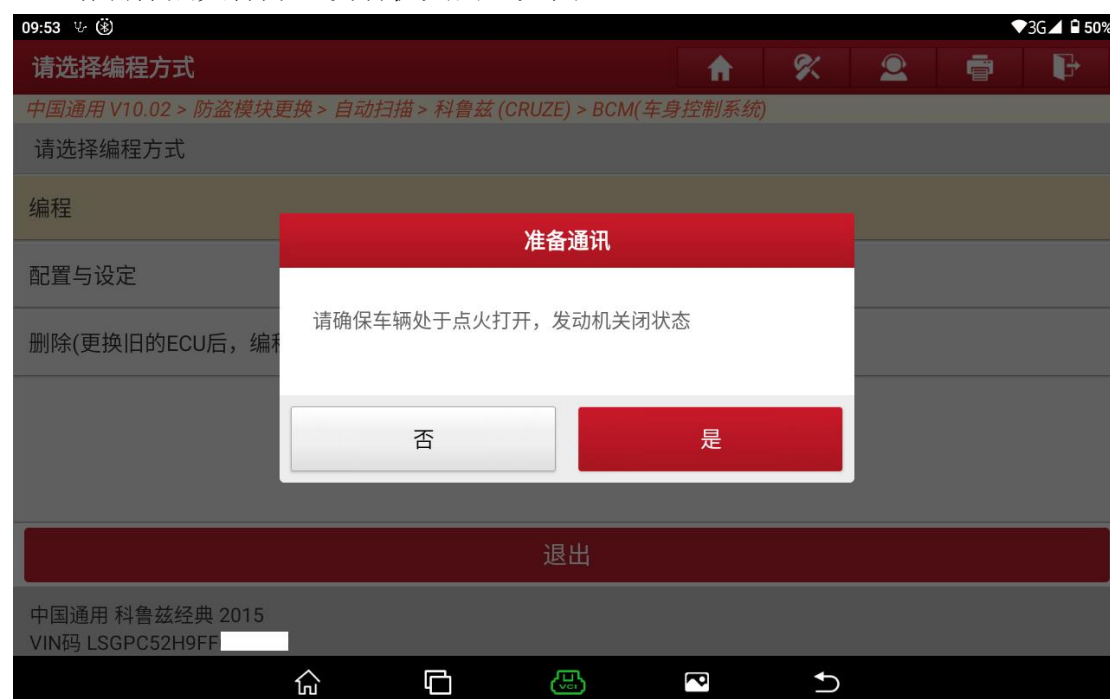 09:53
3G
50%
请选择编程方式
中国通用 V10.02 > 防盗模块更换 > 自动扫描 > 科鲁兹 (CRUZE) > BCM(车身控制系统)
请选择编程方式
编程
准备通讯
配置与设定
请确保车辆处于点火打开，发动机关闭状态
删除(更换旧的ECU后，编
否
是
退出
中国通用 科鲁兹经典 2015
VIN码 LSGPC52H9FF
VCI